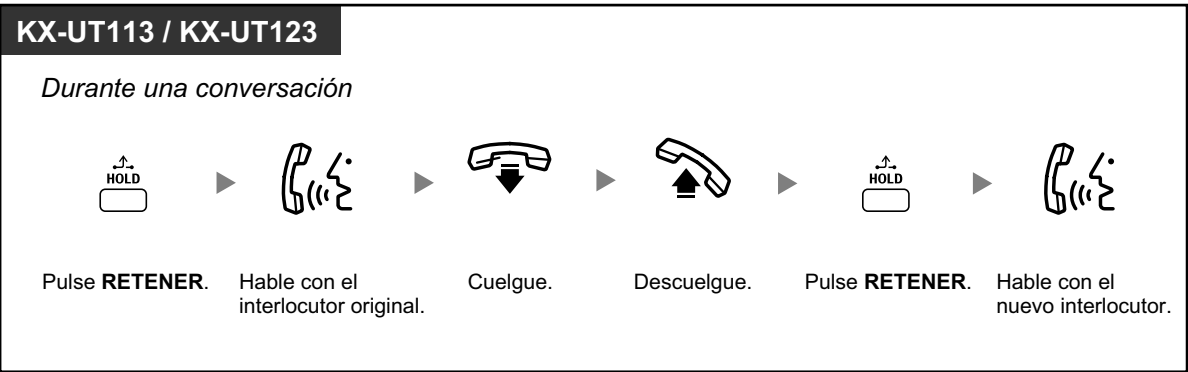 KX-UT113 / KX-UT123
Durante una conversación
HOLD
HOLD
Pulse RETENER.
Hable con el
interlocutor original.
Cuelgue.
Descuelgue.
Pulse RETENER.
Hable con el
nuevo interlocutor.